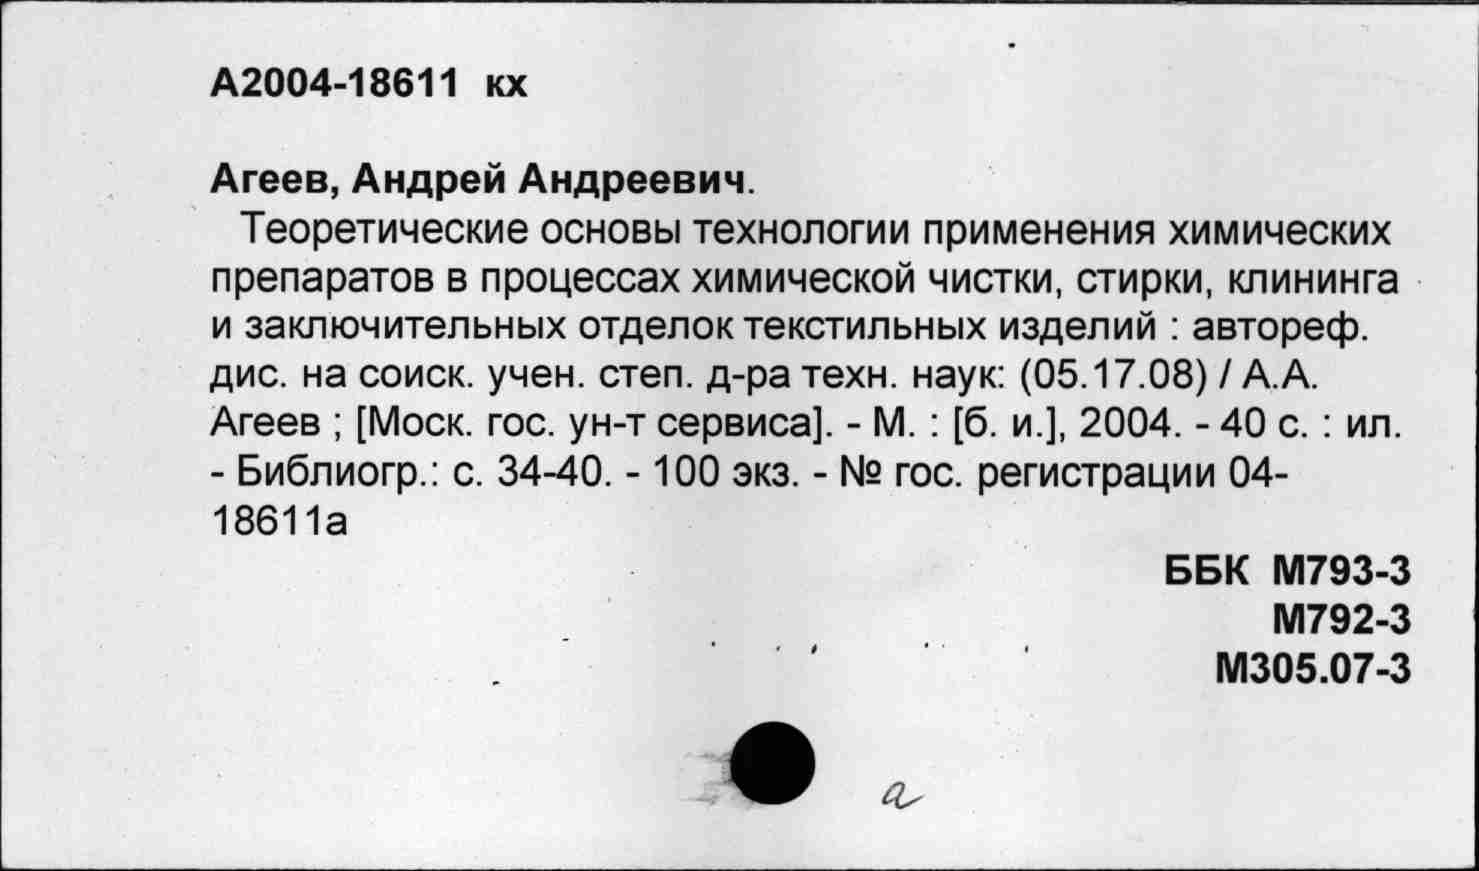 А2004-18611 кх
Агеев, Андрей Андреевич.
Теоретические основы технологии применения химических
препаратов в процессах химической чистки, стирки, клининга
и заключительных отделок текстильных изделий : автореф.
дис. на соиск. учен. степ. д-ра техн. наук: (05.17.08) / А.А.
Агеев ; [Моск. гос. ун-т сервиса]. - М. : [б. и.], 2004. - 40 с. : ил.
- Библиогр.: с. 34-40. - 100 экз. - № гос. регистрации 04-
18611а
ББК М793-3
М792-3
М305.07-3
а